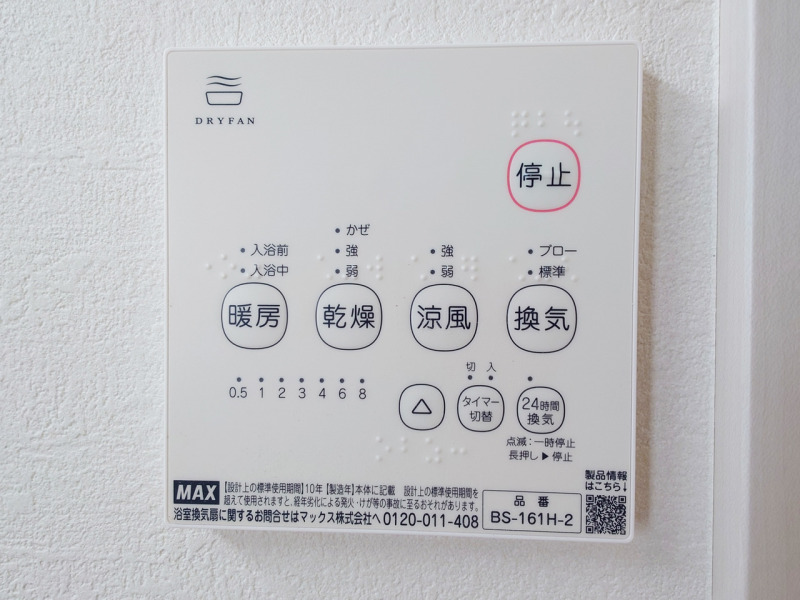 DRYFAN
停止
•かぜ
•入浴前 •強 •強 •ブロー
•入浴中 •弱 •弱 •標準
暖房 乾燥 涼風 換気
切 入
0.5 1 2 3 4 6 8
△ タイマー切替 24時間換気
点滅:一時停止
長押し▶停止
製品情報
はこちら↓
MAX
【設計上の標準使用期間】10年【製造年】本体に記載 設計上の標準使用期間を
超えて使用されますと、経年劣化による発火・けが等の事故に至るおそれがあります。
浴室換気扇に関するお問合せはマックス株式会社へ 0120-011-408
品番
BS-161H-2